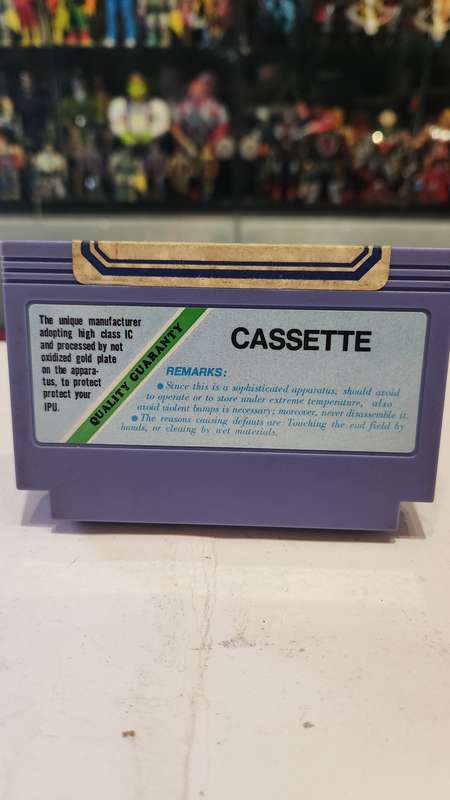 The unique manufacturer
adopting high class IC
and processed by not
oxidized gold plate
on the appara-
tus, to protect
protect your
IPU.
QUALITY GUARANTY
CASSETTE
REMARKS:
● Since this is a sophisticated apparatus, should avoid
to operate or to store under extreme temperature, also
avoid violent bumps is necessary; moreover, never disassemble it.
● The reasons causing defauts are: Touching the end field by
hands, or cleaing by wet materials.